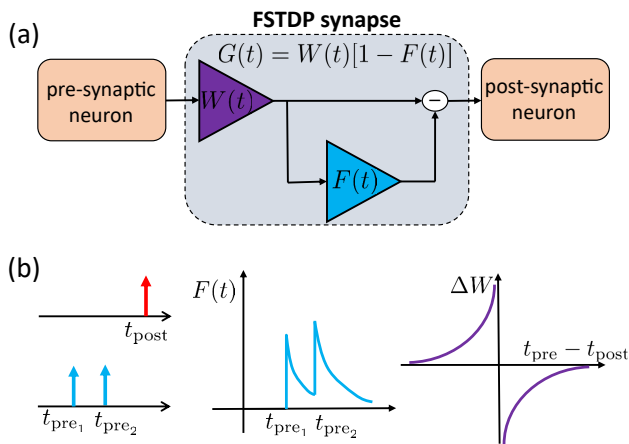 FSTDP synapse
(a)
G(t) = W(t)[1 − F(t)]
pre-synaptic
neuron
W(t)
−
post-synaptic
neuron
F(t)
(b)
t_post
t_pre₁ t_pre₂
F(t)
t_pre₁ t_pre₂
ΔW
t_pre − t_post